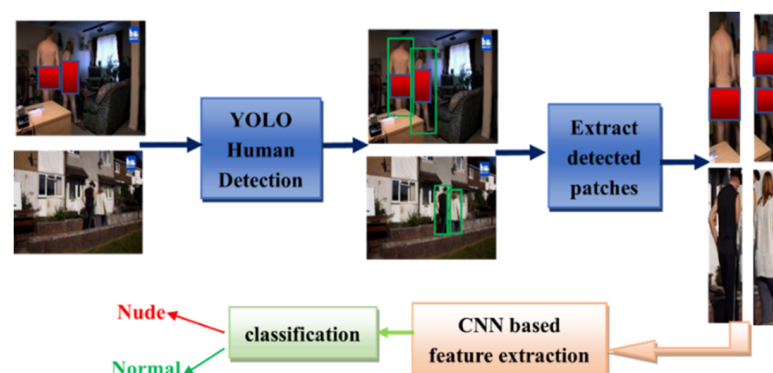 YOLO
Human
Detection
Extract
detected
patches
Nude
Normal
classification
CNN based
feature extraction